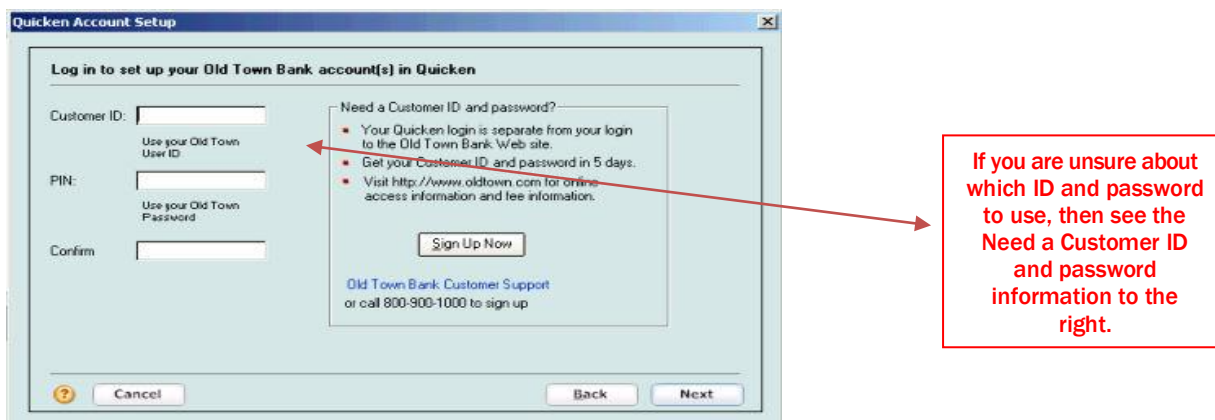 Quicken Account Setup
Log in to set up your Old Town Bank account(s) in Quicken
Customer ID:
Use your Old Town
User ID
PIN:
Use your Old Town
Password
Confirm
Need a Customer ID and password?
Your Quicken login is separate from your login
to the Old Town Bank Web site.
Get your Customer ID and password in 5 days.
Visit http://www.oldtown.com for online
access information and fee information.
Sign Up Now
Old Town Bank Customer Support
or call 800-900-1000 to sign up
?
Cancel
Back
Next
If you are unsure about
which ID and password
to use, then see the
Need a Customer ID
and password
information to the
right.